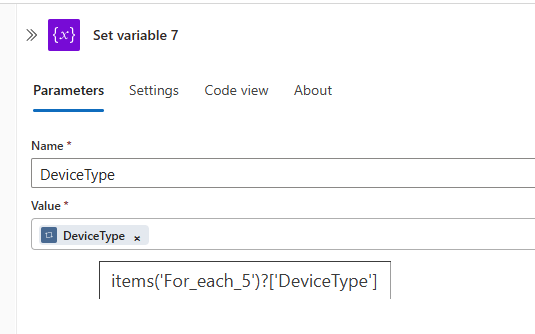 {x} Set variable 7
Parameters Settings Code view About
Name *
DeviceType
Value *
DeviceType ×
items('For_each_5')?['DeviceType']